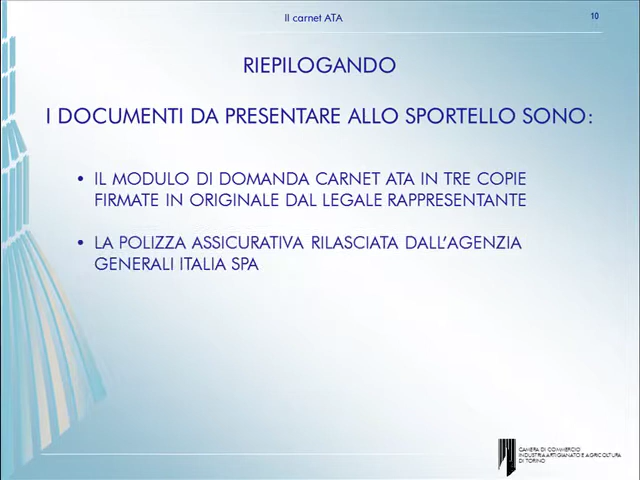 Il carnet ATA
10
RIEPILOGANDO
I DOCUMENTI DA PRESENTARE ALLO SPORTELLO SONO:
• IL MODULO DI DOMANDA CARNET ATA IN TRE COPIE
FIRMATE IN ORIGINALE DAL LEGALE RAPPRESENTANTE
• LA POLIZZA ASSICURATIVA RILASCIATA DALL'AGENZIA
GENERALI ITALIA SPA
CAMERA DI COMMERCIO
INDUSTRIA ARTIGIANATO E AGRICOLTURA
DI TORINO